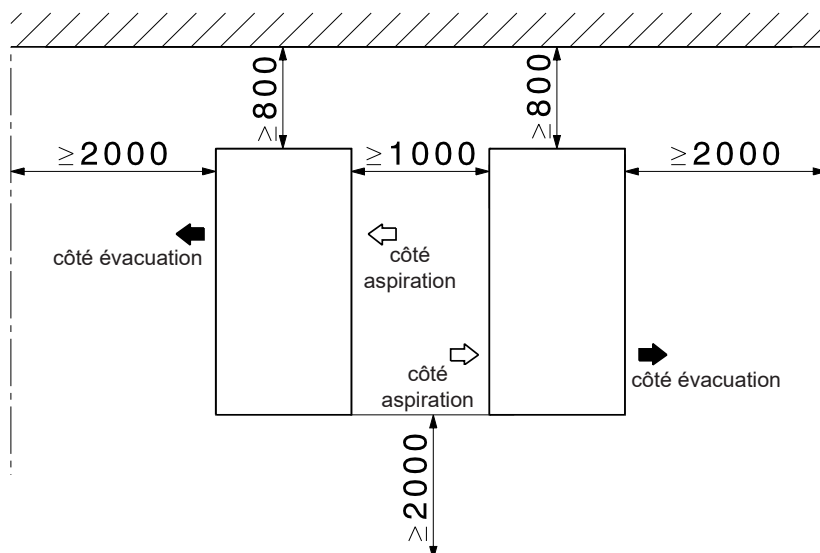 ≥800
≥800
≥2000
≥1000
≥2000
côté évacuation
côté
aspiration
côté
aspiration
côté évacuation
≥2000